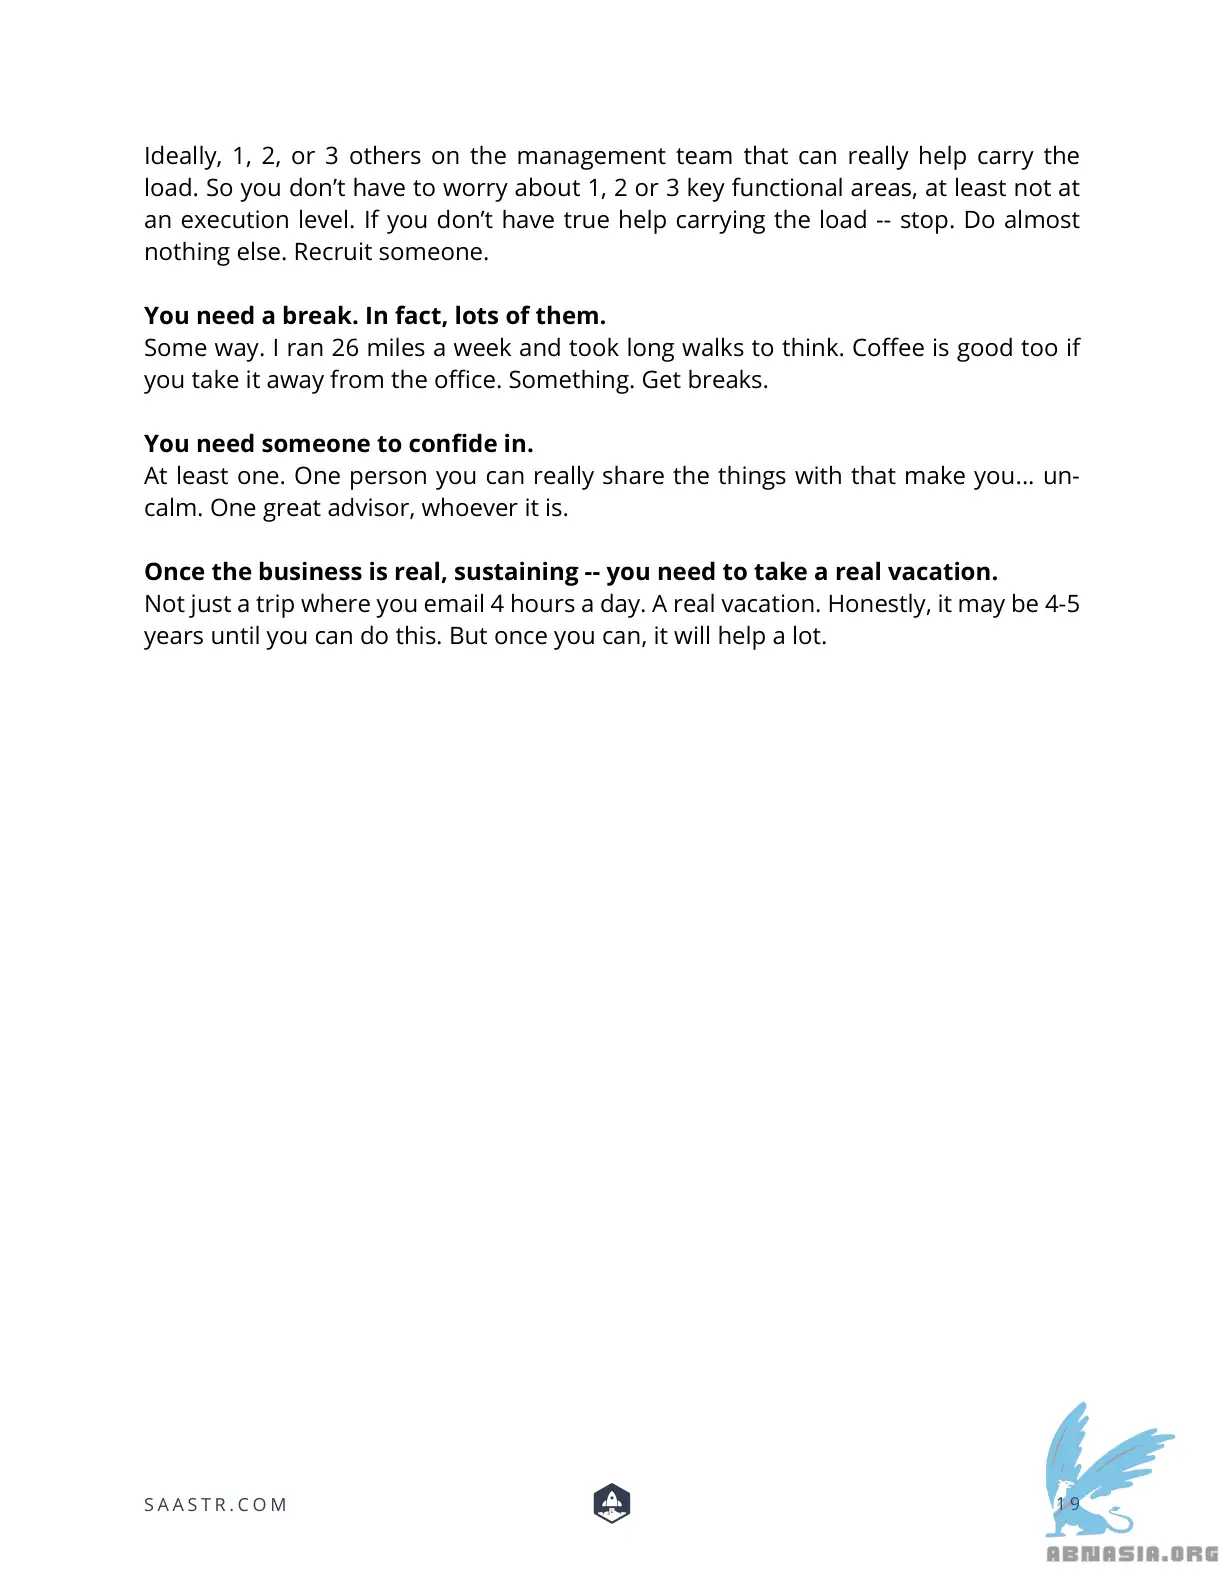 Ideally, 1, 2, or 3 others on the management team that can really help carry the
load. So you don’t have to worry about 1, 2 or 3 key functional areas, at least not at
an execution level. If you don’t have true help carrying the load -- stop. Do almost
nothing else. Recruit someone.
You need a break. In fact, lots of them.
Some way. I ran 26 miles a week and took long walks to think. Coffee is good too if
you take it away from the office. Something. Get breaks.
You need someone to confide in.
At least one. One person you can really share the things with that make you... un-
calm. One great advisor, whoever it is.
Once the business is real, sustaining -- you need to take a real vacation.
Not just a trip where you email 4 hours a day. A real vacation. Honestly, it may be 4-5
years until you can do this. But once you can, it will help a lot.
SAASTR.COM
19
ABNASIA.ORG